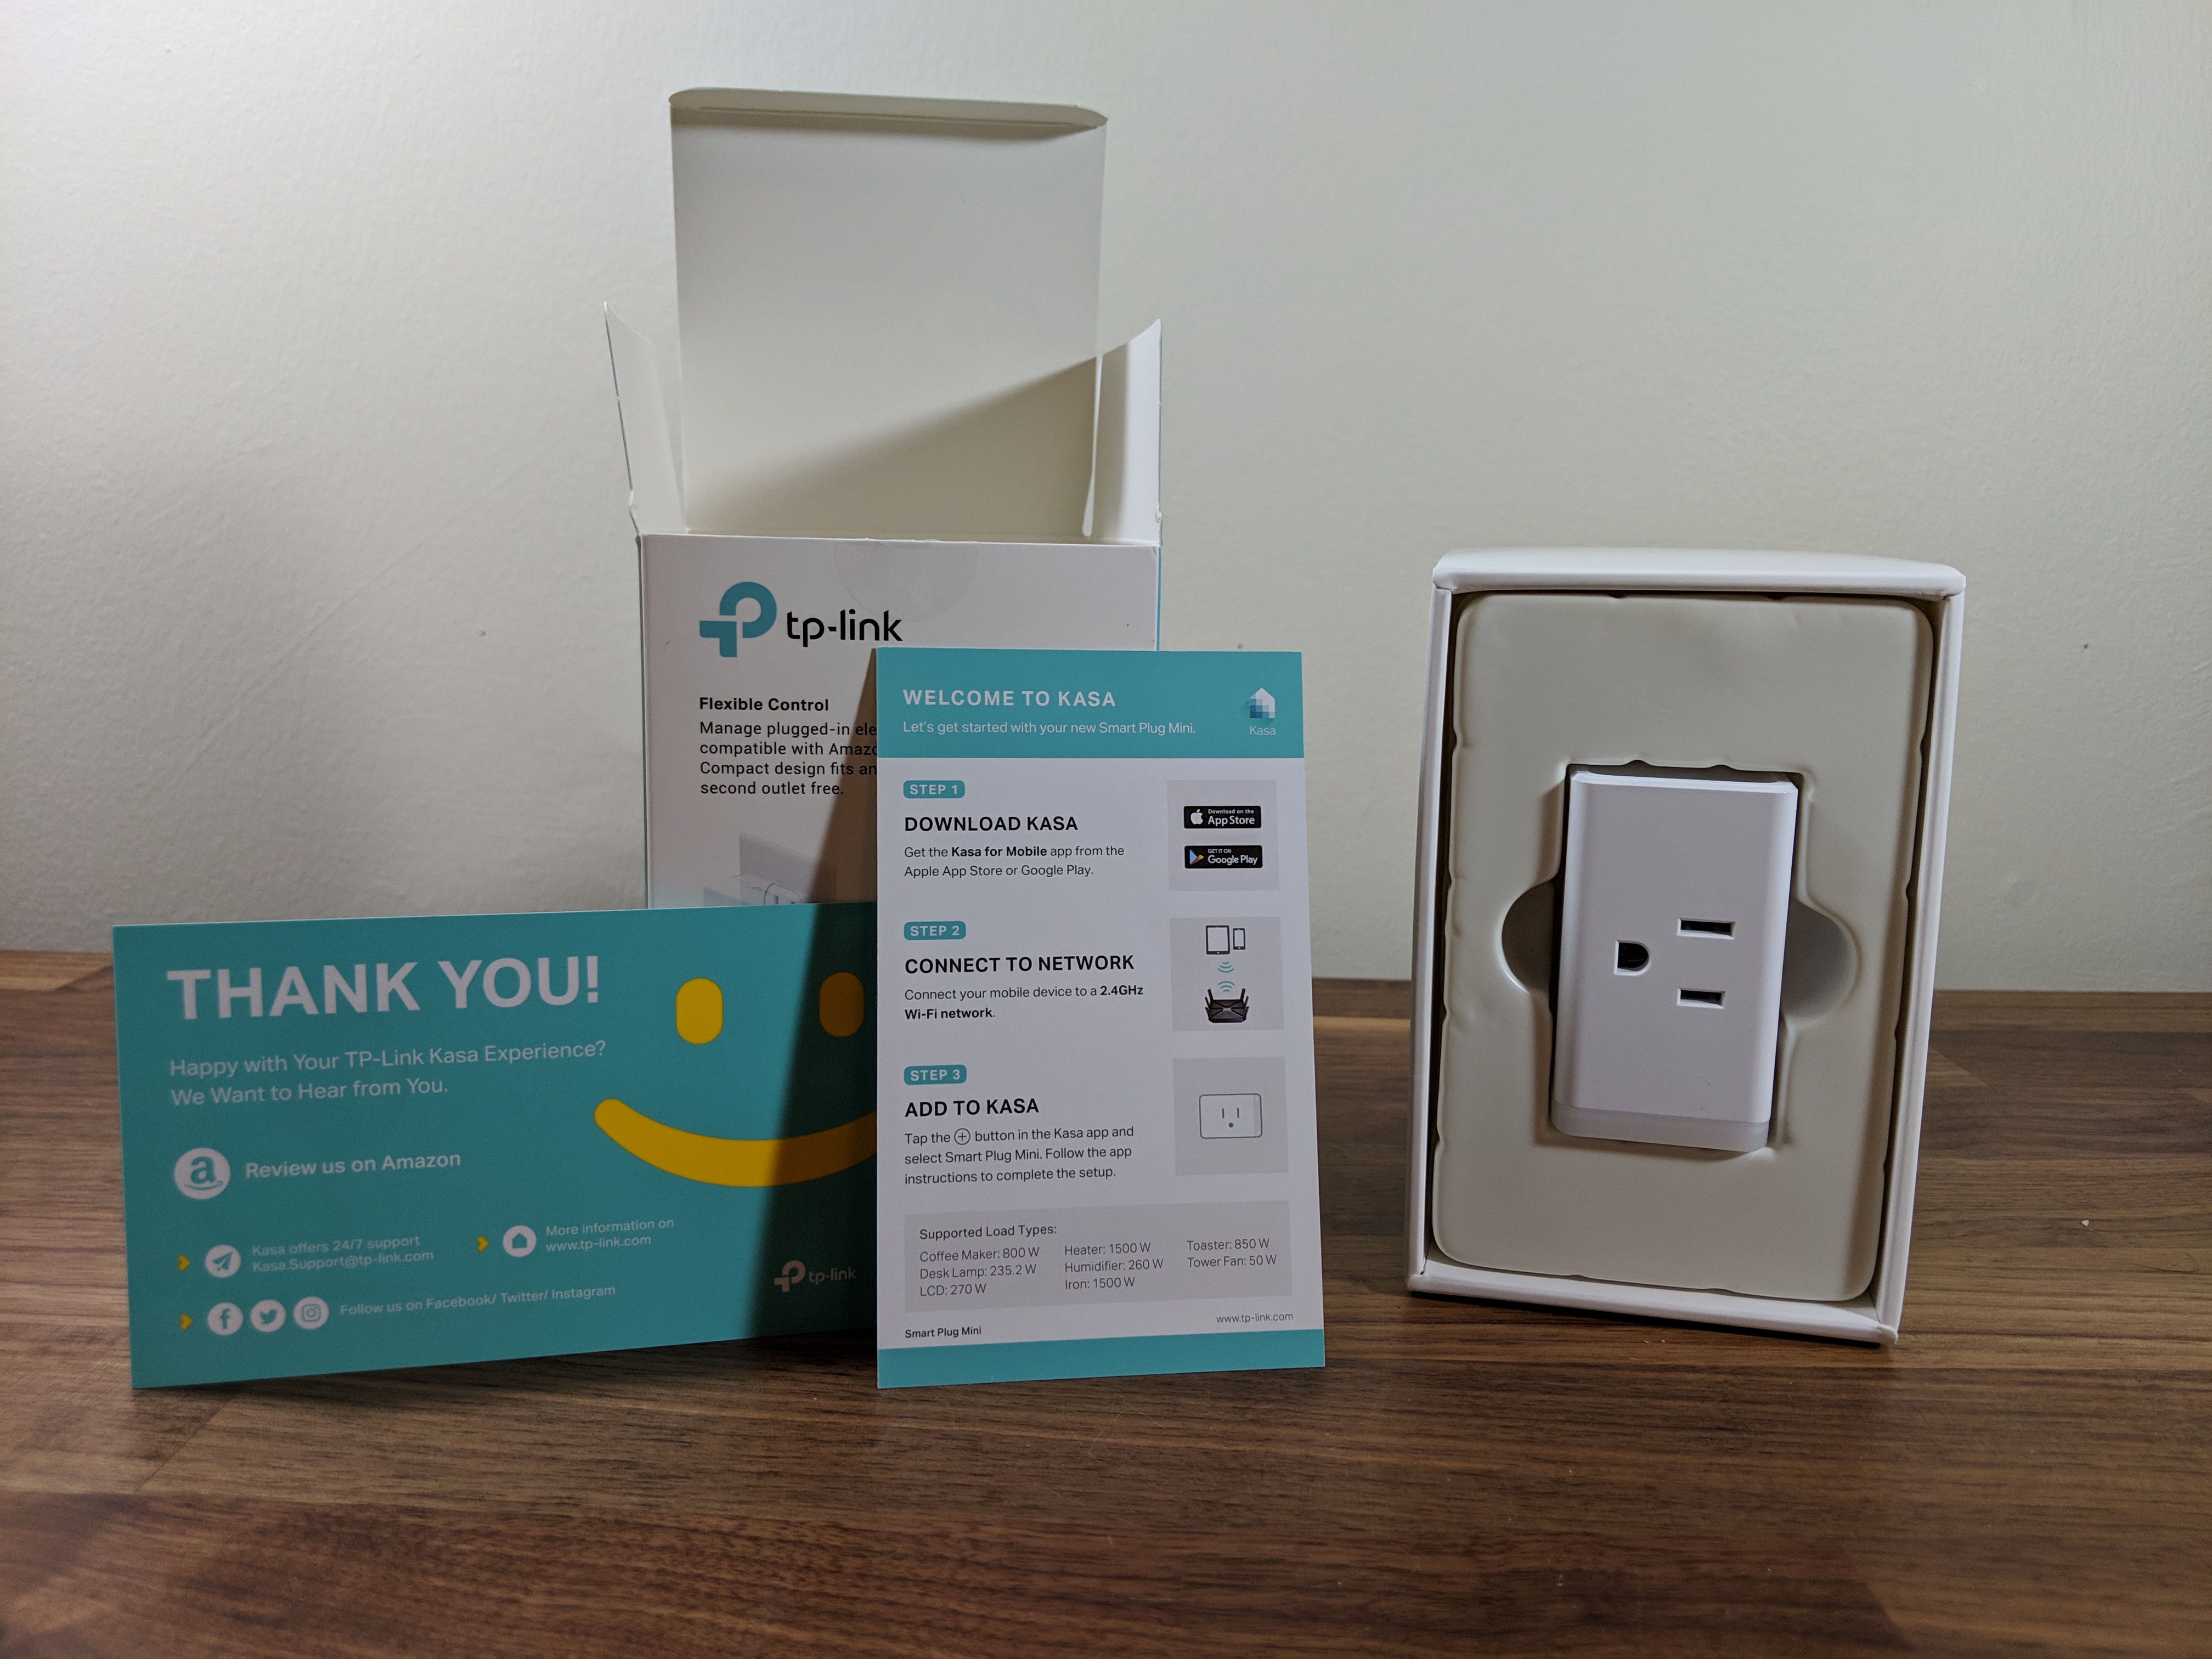 tp-link
Flexible Control
Manage plugged-in
compatible with
Compact design fits
second outlet free.
THANK YOU!
Happy with Your TP-Link Kasa Experience?
We Want to Hear from You.
a
Review us on Amazon
Kasa offers 24/7 support
Kasa.Support@tp-link.com
More information on
www.tp-link.com
Follow us on Facebook/ Twitter/ Instagram
tp-link
WELCOME TO KASA
Let's get started with your new Smart Plug Mini.
Kasa
STEP 1
DOWNLOAD KASA
Get the Kasa for Mobile app from the
Apple App Store or Google Play.
Download on the
App Store
GET IT ON
Google Play
STEP 2
CONNECT TO NETWORK
Connect your mobile device to a 2.4GHz
Wi-Fi network.
STEP 3
ADD TO KASA
Tap the + button in the Kasa app and
select Smart Plug Mini. Follow the app
instructions to complete the setup.
Supported Load Types:
Coffee Maker: 800 W
Desk Lamp: 235.2 W
LCD: 270 W
Heater: 1500 W
Humidifier: 260 W
Iron: 1500 W
Toaster: 850 W
Tower Fan: 50 W
www.tp-link.com
Smart Plug Mini